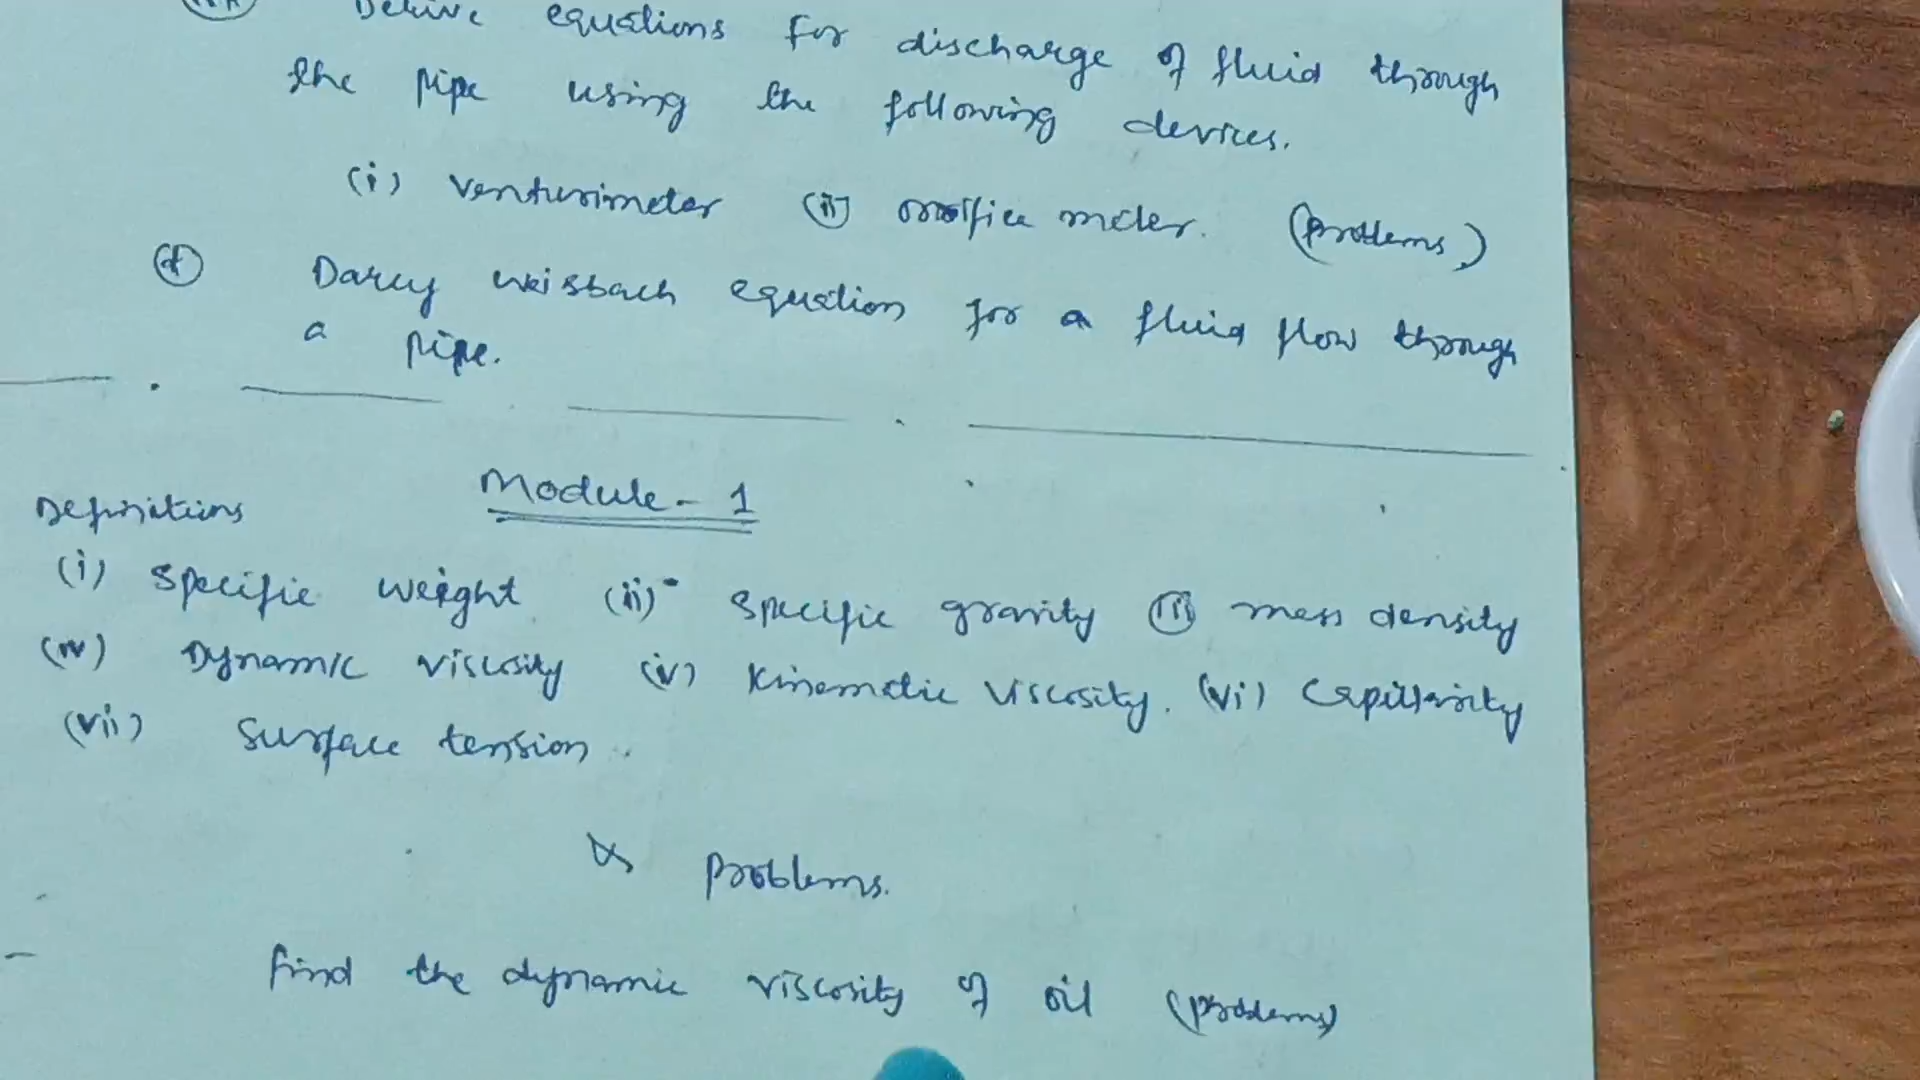 Derive equations for discharge of fluid through
the pipe using the following devices.
(i) venturimeter (ii) orifice meter. (problems)
Darcy weisbach equation for a fluid flow through
a pipe.
Module - 1
Definitions
(i) specific weight (ii) specific gravity (iii) mass density
(iv) Dynamic viscosity (v) kinematic viscosity. (vi) capillarity
(vii) surface tension.
problems.
find the dynamic viscosity of oil (problems)